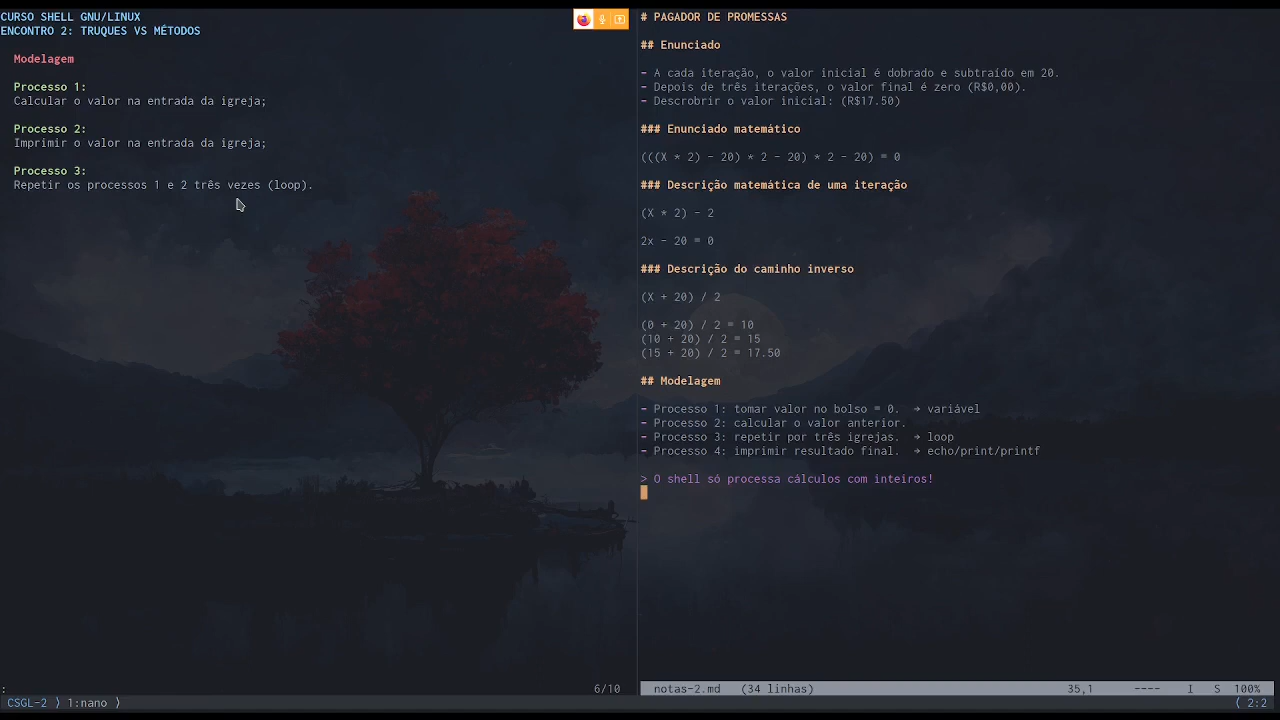 CURSO SHELL GNU/LINUX
ENCONTRO 2: TRUQUES VS MÉTODOS
Modelagem
Processo 1:
Calcular o valor na entrada da igreja;
Processo 2:
Imprimir o valor na entrada da igreja;
Processo 3:
Repetir os processos 1 e 2 três vezes (loop).
:
6/10
# PAGADOR DE PROMESSAS
## Enunciado
- A cada iteração, o valor inicial é dobrado e subtraído em 20.
- Depois de três iterações, o valor final é zero (R$0,00).
- Descrobrir o valor inicial: (R$17.50)
### Enunciado matemático
(((X * 2) - 20) * 2 - 20) * 2 - 20) = 0
### Descrição matemática de uma iteração
(X * 2) - 2
2x - 20 = 0
### Descrição do caminho inverso
(X + 20) / 2
(0 + 20) / 2 = 10
(10 + 20) / 2 = 15
(15 + 20) / 2 = 17.50
## Modelagem
- Processo 1: tomar valor no bolso = 0. → variável
- Processo 2: calcular o valor anterior.
- Processo 3: repetir por três igrejas. → loop
- Processo 4: imprimir resultado final. → echo/print/printf
> O shell só processa cálculos com inteiros!
notas-2.md (34 linhas) 35,1 ---- I S 100%
CSGL-2 ⟩ 1:nano ⟩ ⟨ 2:2